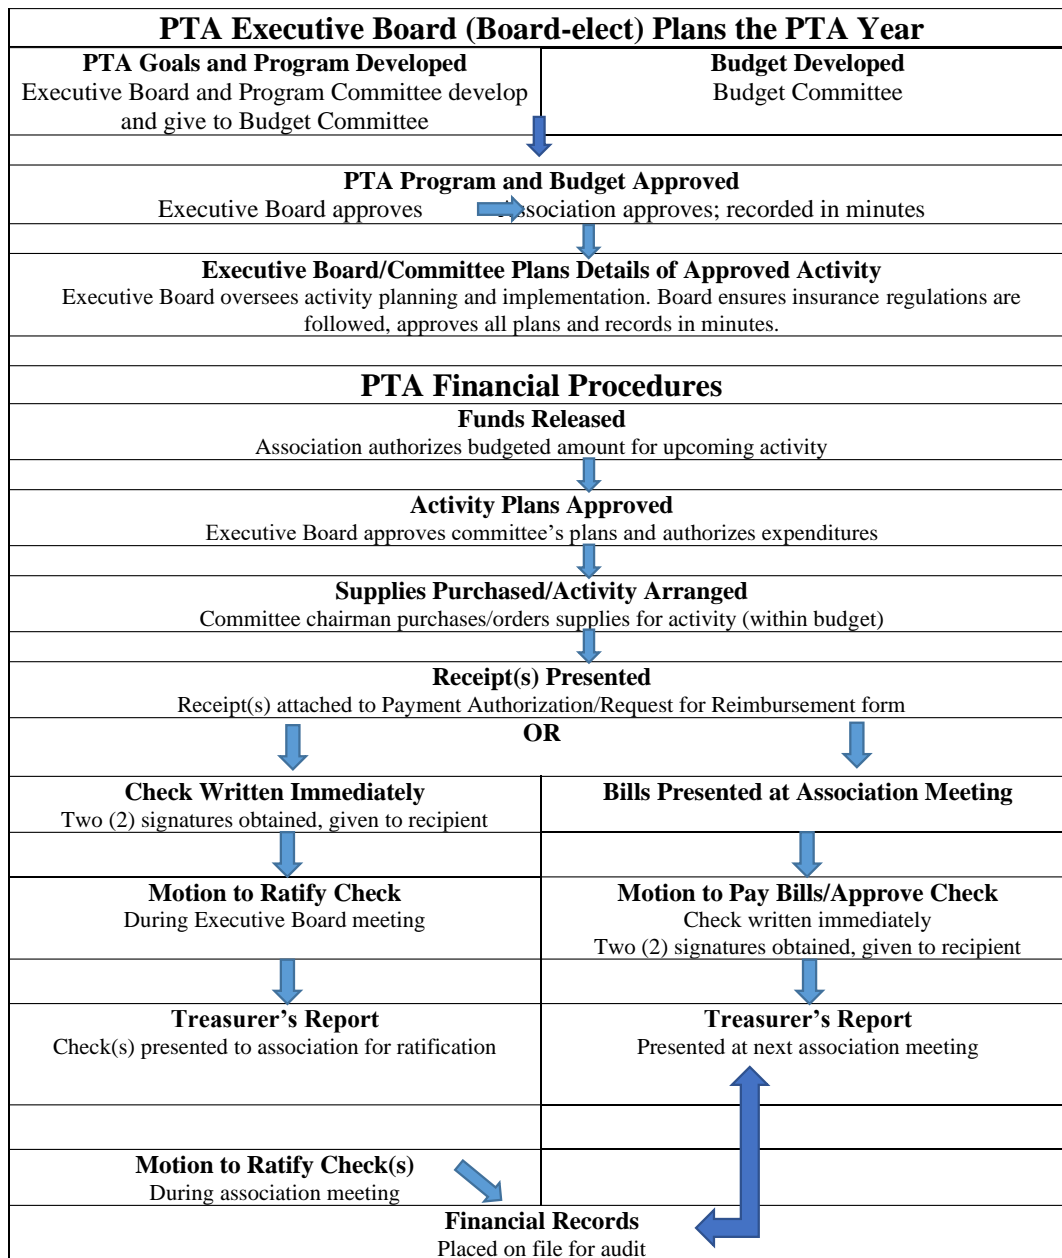 PTA Executive Board (Board-elect) Plans the PTA Year
PTA Goals and Program Developed
Executive Board and Program Committee develop
and give to Budget Committee
Budget Developed
Budget Committee
PTA Program and Budget Approved
Executive Board approves
Association approves; recorded in minutes
Executive Board/Committee Plans Details of Approved Activity
Executive Board oversees activity planning and implementation. Board ensures insurance regulations are
followed, approves all plans and records in minutes.
PTA Financial Procedures
Funds Released
Association authorizes budgeted amount for upcoming activity
Activity Plans Approved
Executive Board approves committee’s plans and authorizes expenditures
Supplies Purchased/Activity Arranged
Committee chairman purchases/orders supplies for activity (within budget)
Receipt(s) Presented
Receipt(s) attached to Payment Authorization/Request for Reimbursement form
OR
Check Written Immediately
Two (2) signatures obtained, given to recipient
Bills Presented at Association Meeting
Motion to Ratify Check
During Executive Board meeting
Motion to Pay Bills/Approve Check
Check written immediately
Two (2) signatures obtained, given to recipient
Treasurer’s Report
Check(s) presented to association for ratification
Treasurer’s Report
Presented at next association meeting
Motion to Ratify Check(s)
During association meeting
Financial Records
Placed on file for audit